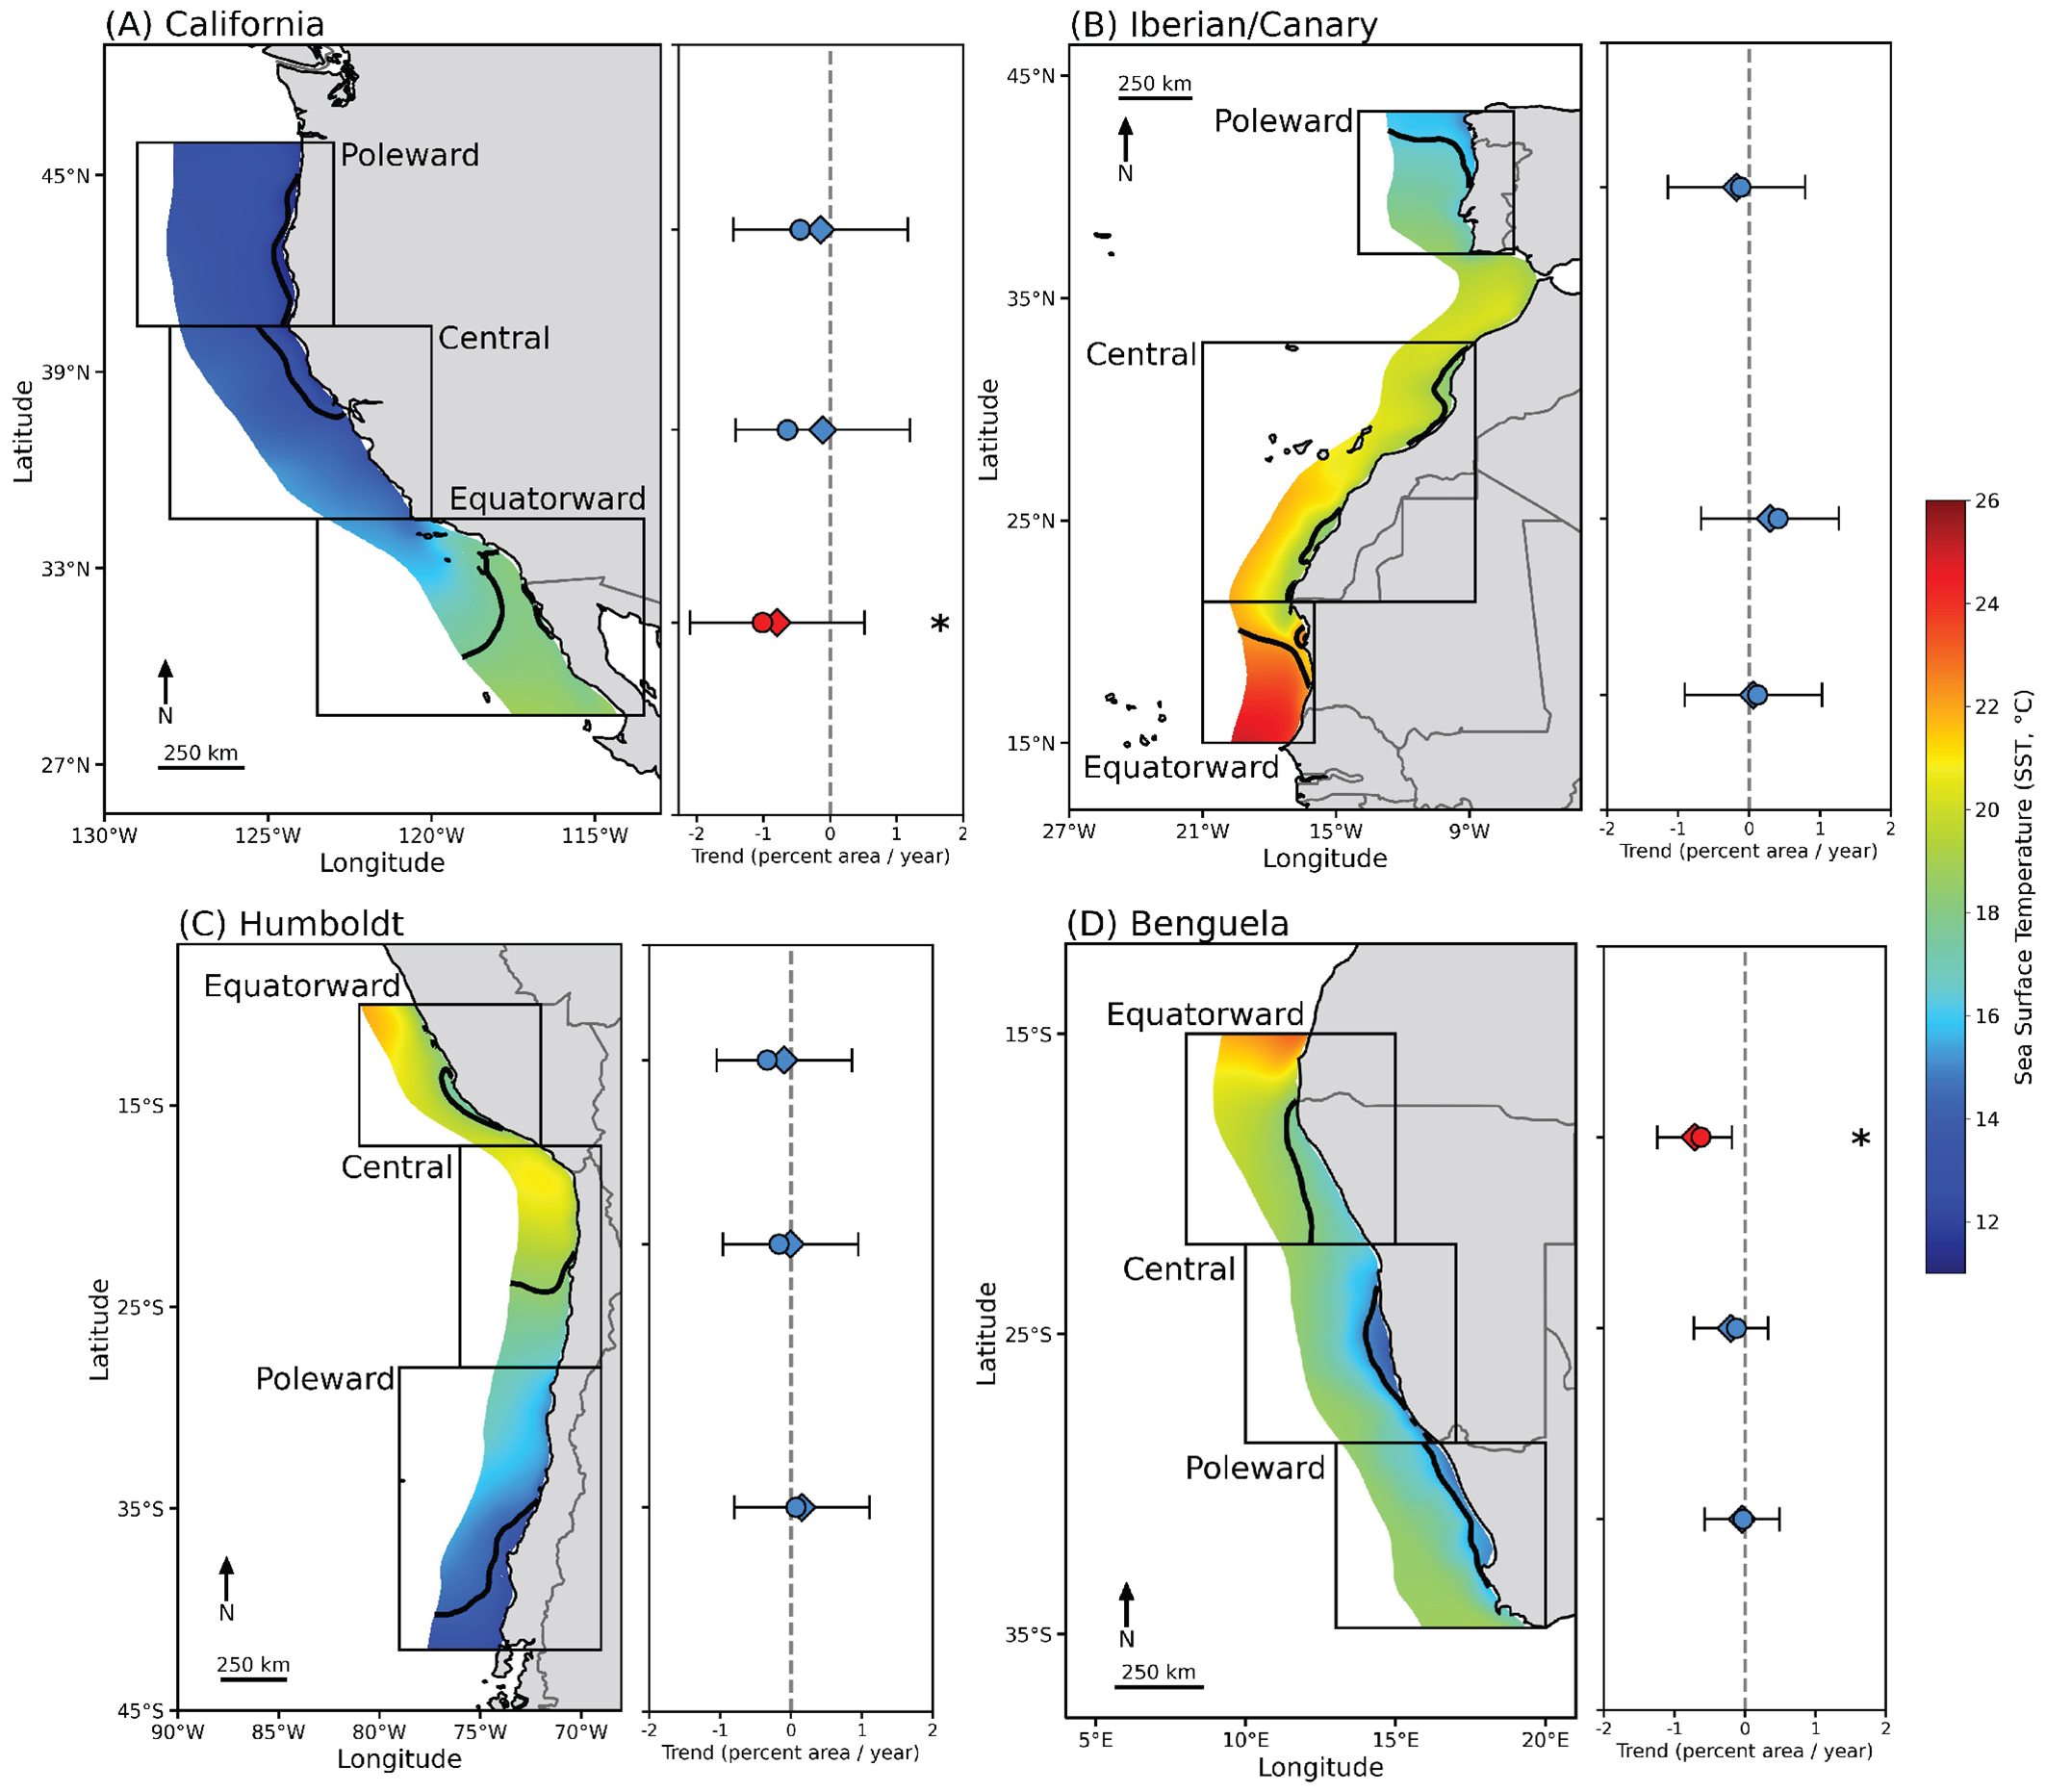 (A) California
Poleward
Central
Equatorward
45°N
39°N
33°N
27°N
Latitude
N
250 km
130°W 125°W 120°W 115°W
Longitude
*
-2 -1 0 1 2
Trend (percent area / year)
(B) Iberian/Canary
250 km
N
Poleward
Central
Equatorward
45°N
35°N
25°N
15°N
Latitude
27°W 21°W 15°W 9°W
Longitude
-2 -1 0 1 2
Trend (percent area / year)
(C) Humboldt
Equatorward
Central
Poleward
15°S
25°S
35°S
45°S
Latitude
N
250 km
90°W 85°W 80°W 75°W 70°W
Longitude
-2 -1 0 1 2
Trend (percent area / year)
(D) Benguela
Equatorward
Central
Poleward
15°S
25°S
35°S
Latitude
N
250 km
5°E 10°E 15°E 20°E
Longitude
*
-2 -1 0 1 2
Trend (percent area / year)
26
24
22
20
18
16
14
12
Sea Surface Temperature (SST, °C)